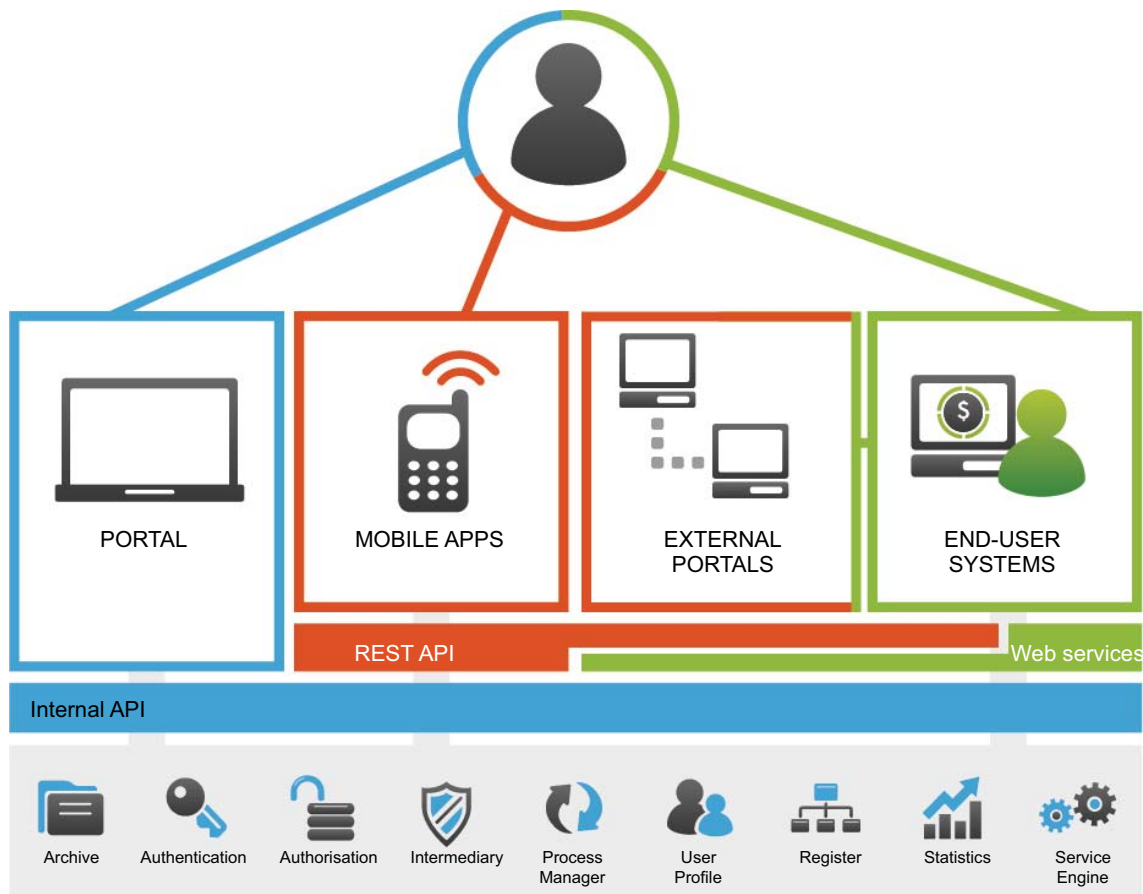 PORTAL
MOBILE APPS
EXTERNAL
PORTALS
END-USER
SYSTEMS
$
REST API
Web services
Internal API
Archive
Authentication
Authorisation
Intermediary
Process
Manager
User
Profile
Register
Statistics
Service
Engine